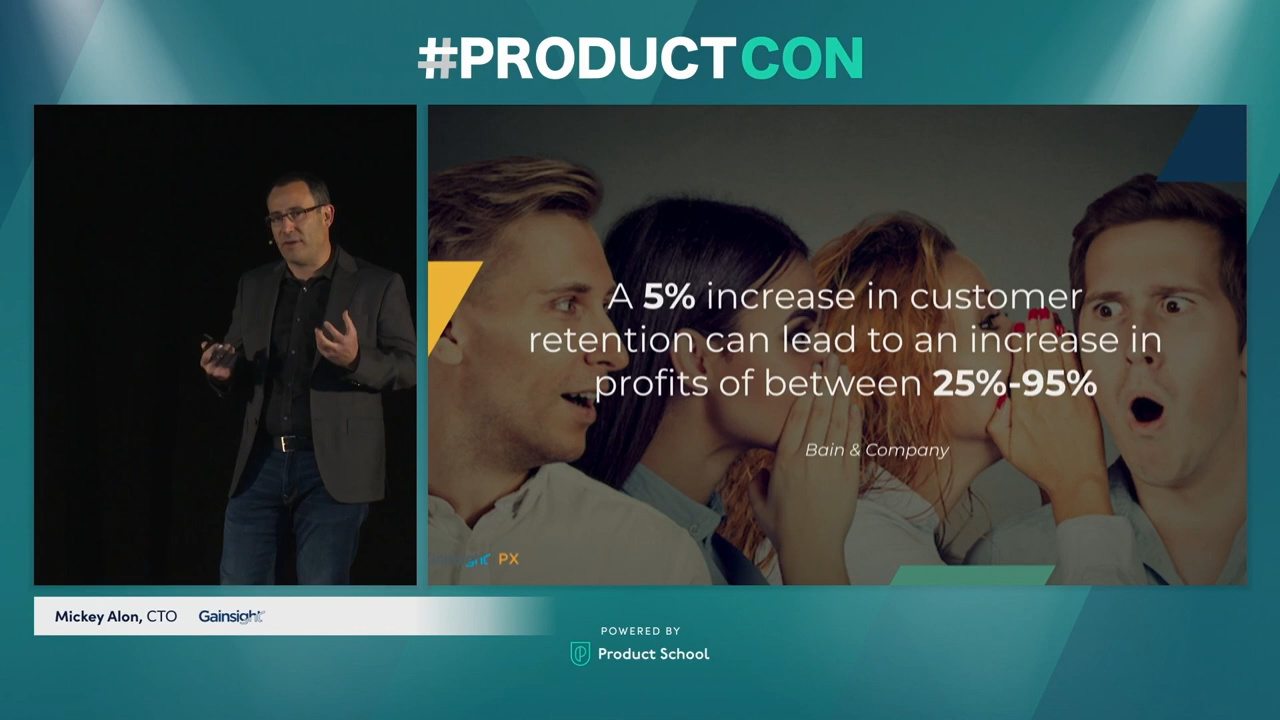 #PRODUCTCON
A 5% increase in customer
retention can lead to an increase in
profits of between 25%-95%
Bain & Company
PX
Mickey Alon, CTO Gainsight
POWERED BY
Product School